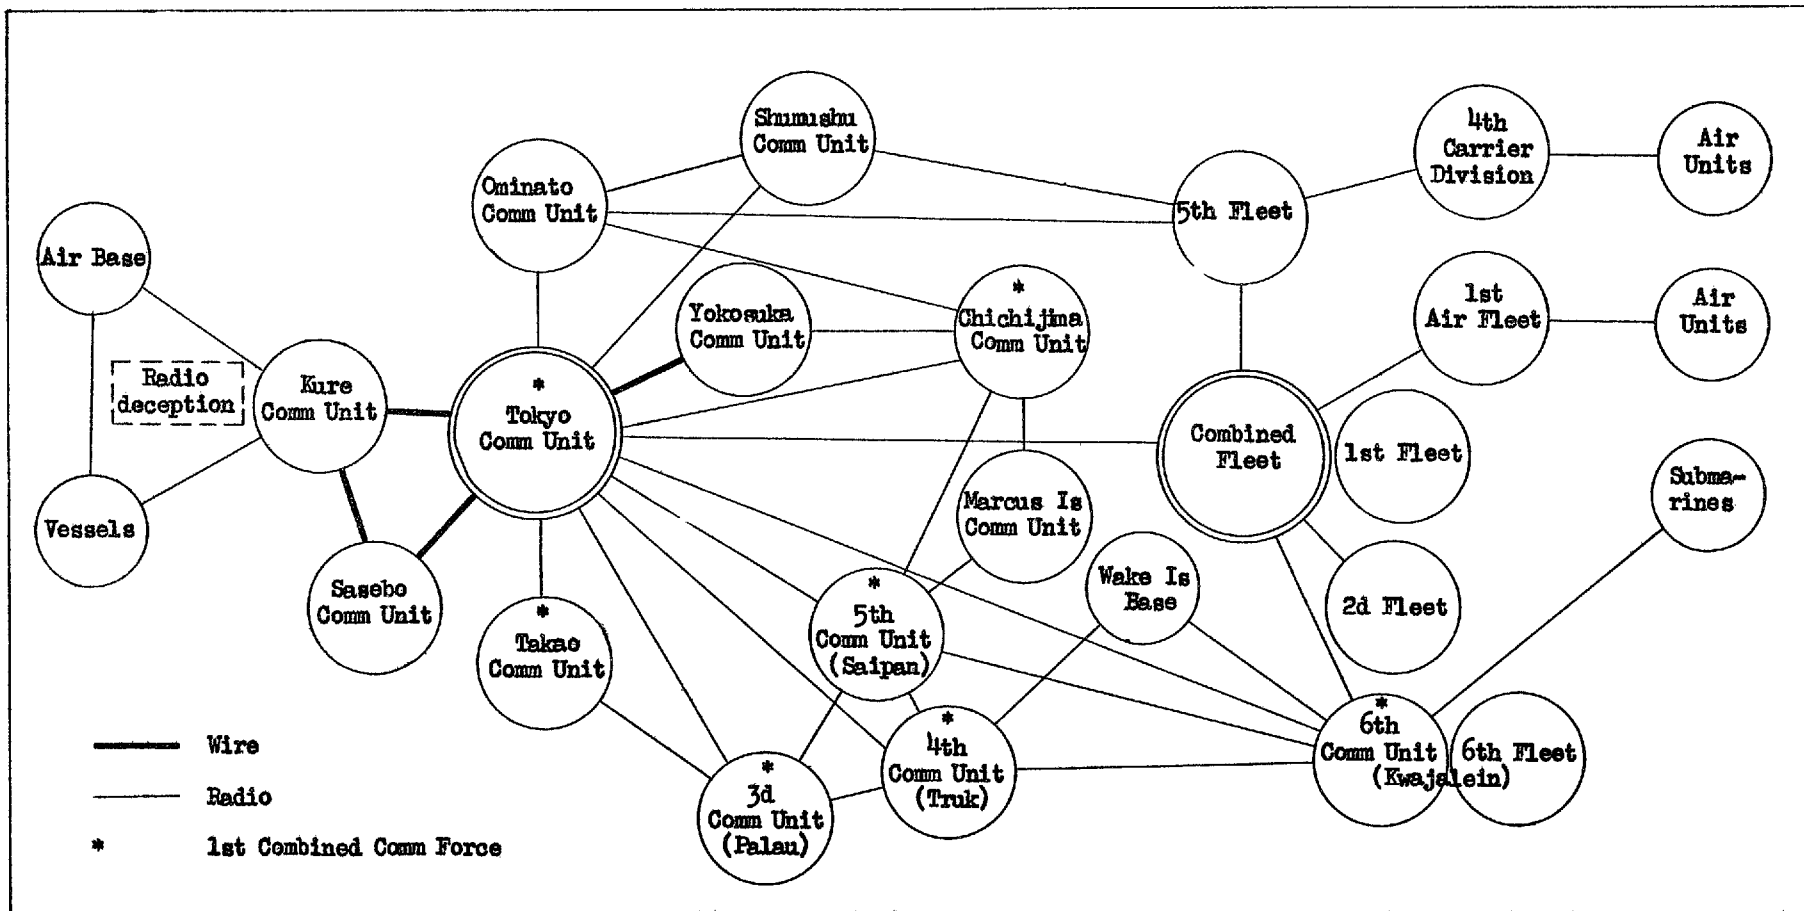 Shumushu
Comm Unit
4th
Carrier
Division
Air
Units
Ominato
Comm Unit
5th Fleet
Air Base
*
Chichijima
Comm Unit
1st
Air Fleet
Air
Units
Yokosuka
Comm Unit
Radio
deception
Kure
Comm Unit
*
Tokyo
Comm Unit
Combined
Fleet
1st Fleet
Subma-
rines
Marcus Is
Comm Unit
Vessels
Sasebo
Comm Unit
*
Takao
Comm Unit
*
5th
Comm Unit
(Saipan)
Wake Is
Base
2d Fleet
*
3d
Comm Unit
(Palau)
*
4th
Comm Unit
(Truk)
*
6th
Comm Unit
(Kwajalein)
6th Fleet
Wire
Radio
* 1st Combined Comm Force